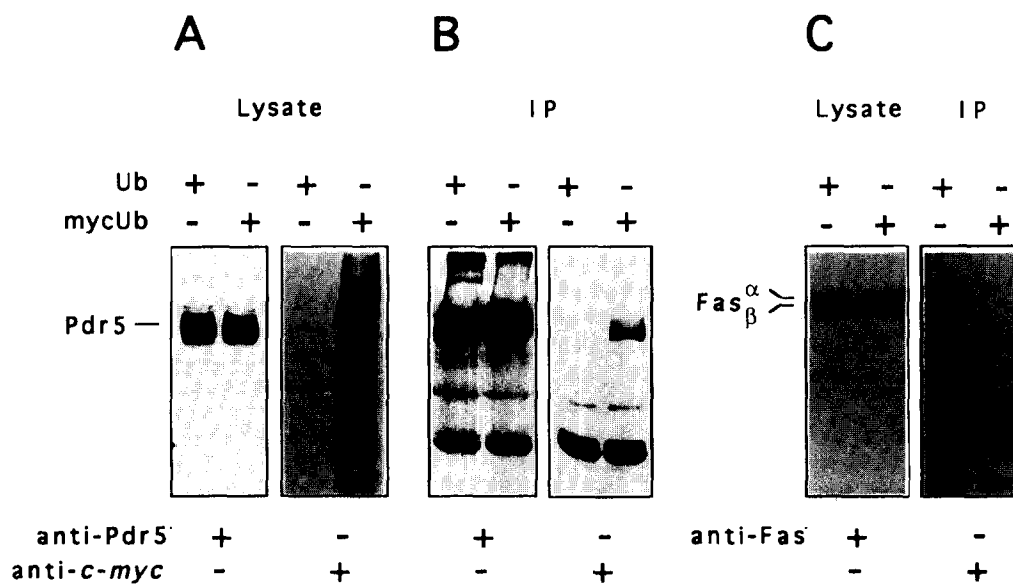 A B C
Lysate IP Lysate IP
Ub + - + - + - + - + - + -
mycUb - + - + - + - + - + - +
Pdr5
Fas α β
anti-Pdr5 + - + - anti-Fas + -
anti-c-myc - + - + - +